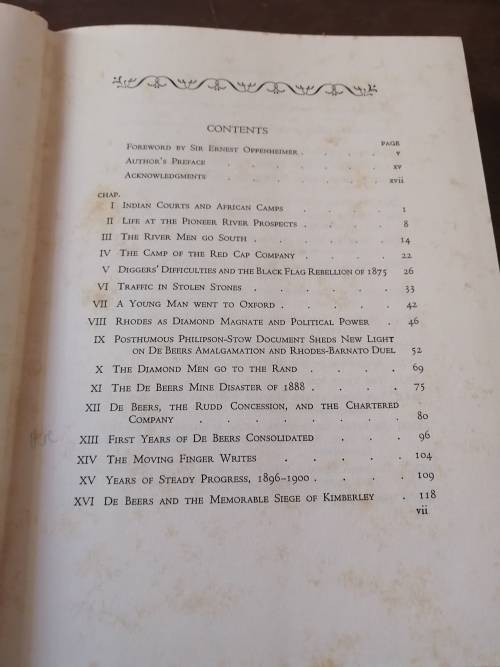 CONTENTS
PAGE
FOREWORD BY SIR ERNEST OPPENHEIMER . . . . v
AUTHOR'S PREFACE . . . . . . xv
ACKNOWLEDGMENTS . . . . . . xvii
CHAP.
I INDIAN COURTS AND AFRICAN CAMPS . . . . 1
II LIFE AT THE PIONEER RIVER PROSPECTS . . . . 8
III THE RIVER MEN GO SOUTH . . . . . 14
IV THE CAMP OF THE RED CAP COMPANY . . . . 22
V DIGGERS' DIFFICULTIES AND THE BLACK FLAG REBELLION OF 1875 26
VI TRAFFIC IN STOLEN STONES . . . . . 33
VII A YOUNG MAN WENT TO OXFORD . . . . 42
VIII RHODES AS DIAMOND MAGNATE AND POLITICAL POWER . 46
IX POSTHUMOUS PHILIPSON-STOW DOCUMENT SHEDS NEW LIGHT
ON DE BEERS AMALGAMATION AND RHODES-BARNATO DUEL 52
X THE DIAMOND MEN GO TO THE RAND . . . . 69
XI THE DE BEERS MINE DISASTER OF 1888 . . . . 75
XII DE BEERS, THE RUDD CONCESSION, AND THE CHARTERED
COMPANY . . . . . . . 80
XIII FIRST YEARS OF DE BEERS CONSOLIDATED . . . 96
XIV THE MOVING FINGER WRITES . . . . . 104
XV YEARS OF STEADY PROGRESS, 1896-1900 . . . . 109
XVI DE BEERS AND THE MEMORABLE SIEGE OF KIMBERLEY . 118
vii